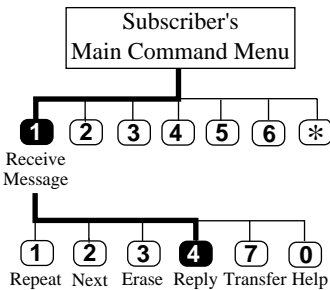 Subscriber's
Main Command Menu
1 2 3 4 5 6 *
Receive
Message
1 2 3 4 7 0
Repeat Next Erase Reply Transfer Help